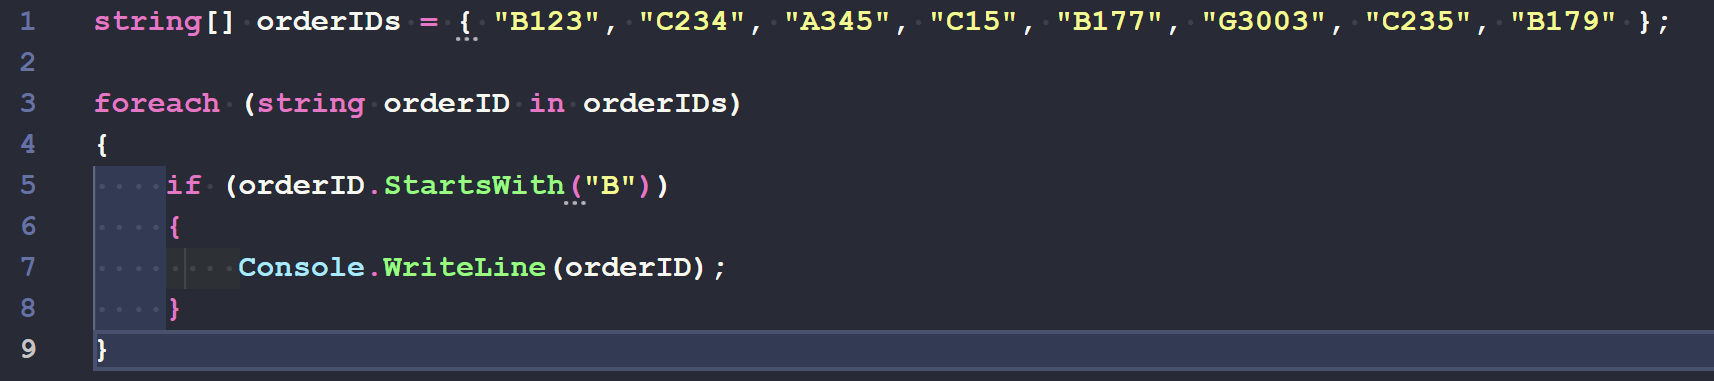 1 string[] orderIDs = { "B123", "C234", "A345", "C15", "B177", "G3003", "C235", "B179" };
2
3 foreach (string orderID in orderIDs)
4 {
5     if (orderID.StartsWith("B"))
6     {
7         Console.WriteLine(orderID);
8     }
9 }